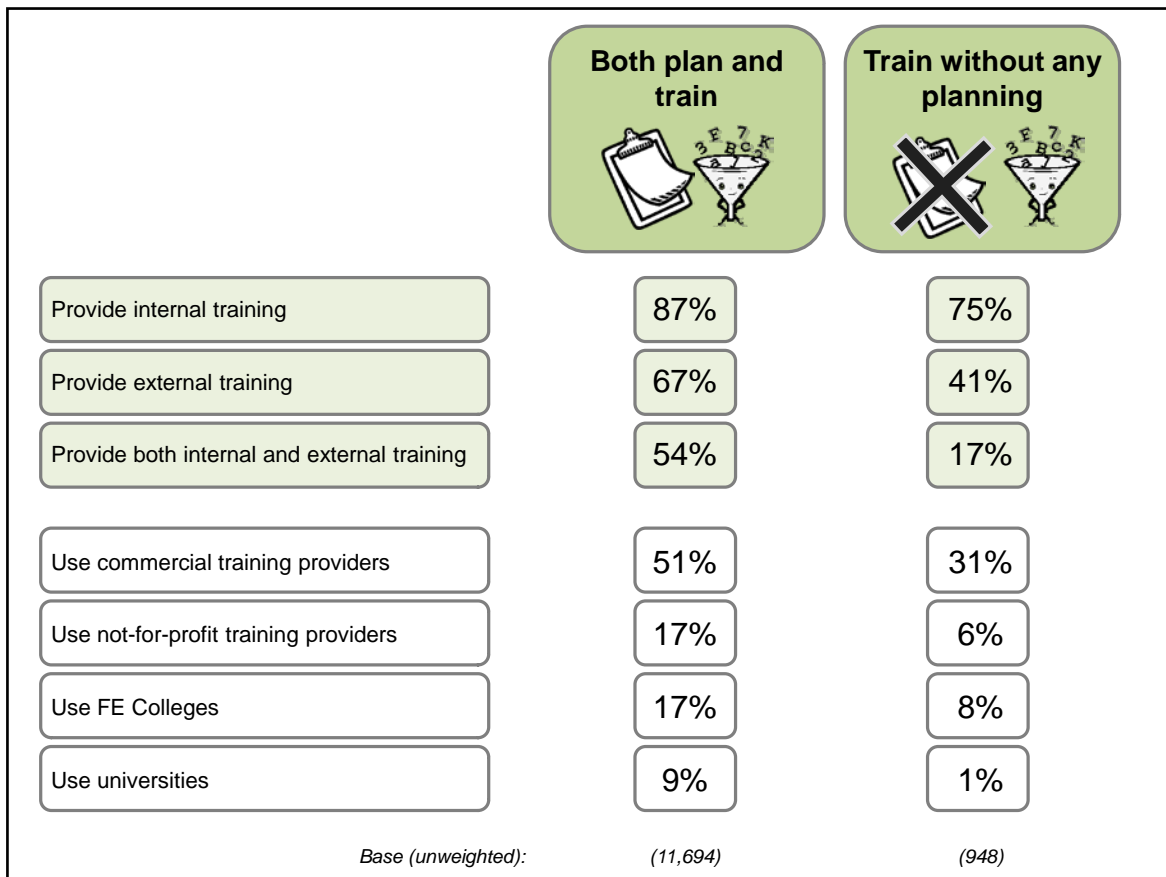 Both plan and
train
Train without any
planning
Provide internal training 87% 75%
Provide external training 67% 41%
Provide both internal and external training 54% 17%
Use commercial training providers 51% 31%
Use not-for-profit training providers 17% 6%
Use FE Colleges 17% 8%
Use universities 9% 1%
Base (unweighted): (11,694) (948)